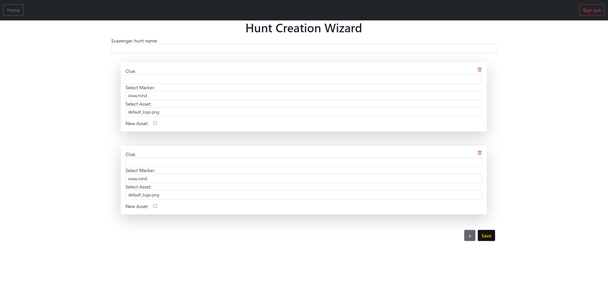 Home
Sign out
Hunt Creation Wizard
Scavenger hunt name:
Clue:
Select Marker:
iowa.mind
Select Asset:
default_logo.png
New Asset:
Clue:
Select Marker:
iowa.mind
Select Asset:
default_logo.png
New Asset:
+ Save